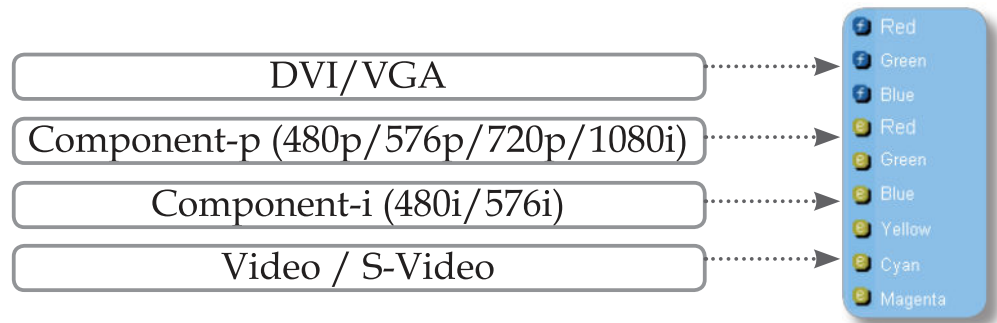 DVI/VGA
Component-p (480p/576p/720p/1080i)
Component-i (480i/576i)
Video / S-Video
f Red
f Green
f Blue
e Red
e Green
e Blue
e Yellow
e Cyan
e Magenta